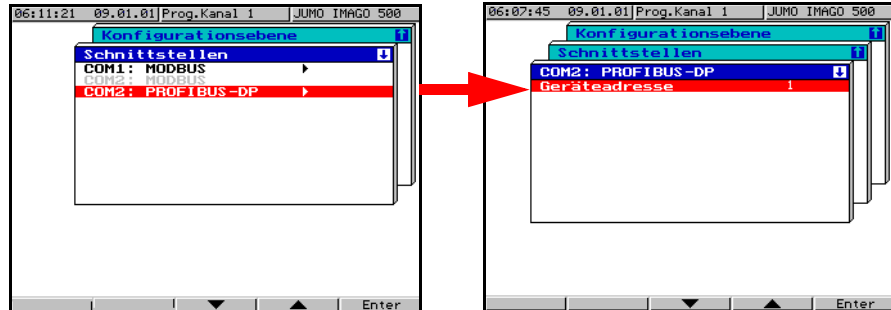 06:11:21 09.01.01 Prog.Kanal 1 JUMO IMAGO 500
Konfigurationsebene
Schnittstellen
COM1: MODBUS
COM2: MODBUS
COM2: PROFIBUS-DP
Enter
06:07:45 09.01.01 Prog.Kanal 1 JUMO IMAGO 500
Konfigurationsebene
Schnittstellen
COM2: PROFIBUS-DP
Geräteadresse 1
Enter